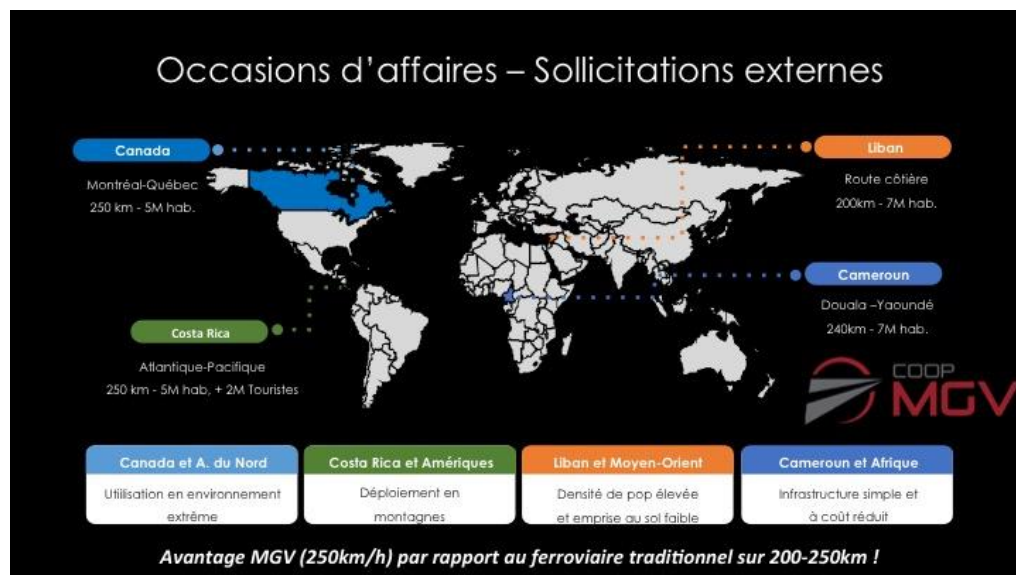 Occasions d'affaires – Sollicitations externes
Canada
Montréal-Québec
250 km - 5M hab.
Liban
Route côtière
200km - 7M hab.
Cameroun
Douala –Yaoundé
240km - 7M hab.
Costa Rica
Atlantique-Pacifique
250 km - 5M hab, + 2M Touristes
COOP
MGV
Canada et A. du Nord
Utilisation en environnement
extrême
Costa Rica et Amériques
Déploiement en
montagnes
Liban et Moyen-Orient
Densité de pop élevée
et emprise au sol faible
Cameroun et Afrique
Infrastructure simple et
à coût réduit
Avantage MGV (250km/h) par rapport au ferroviaire traditionnel sur 200-250km !